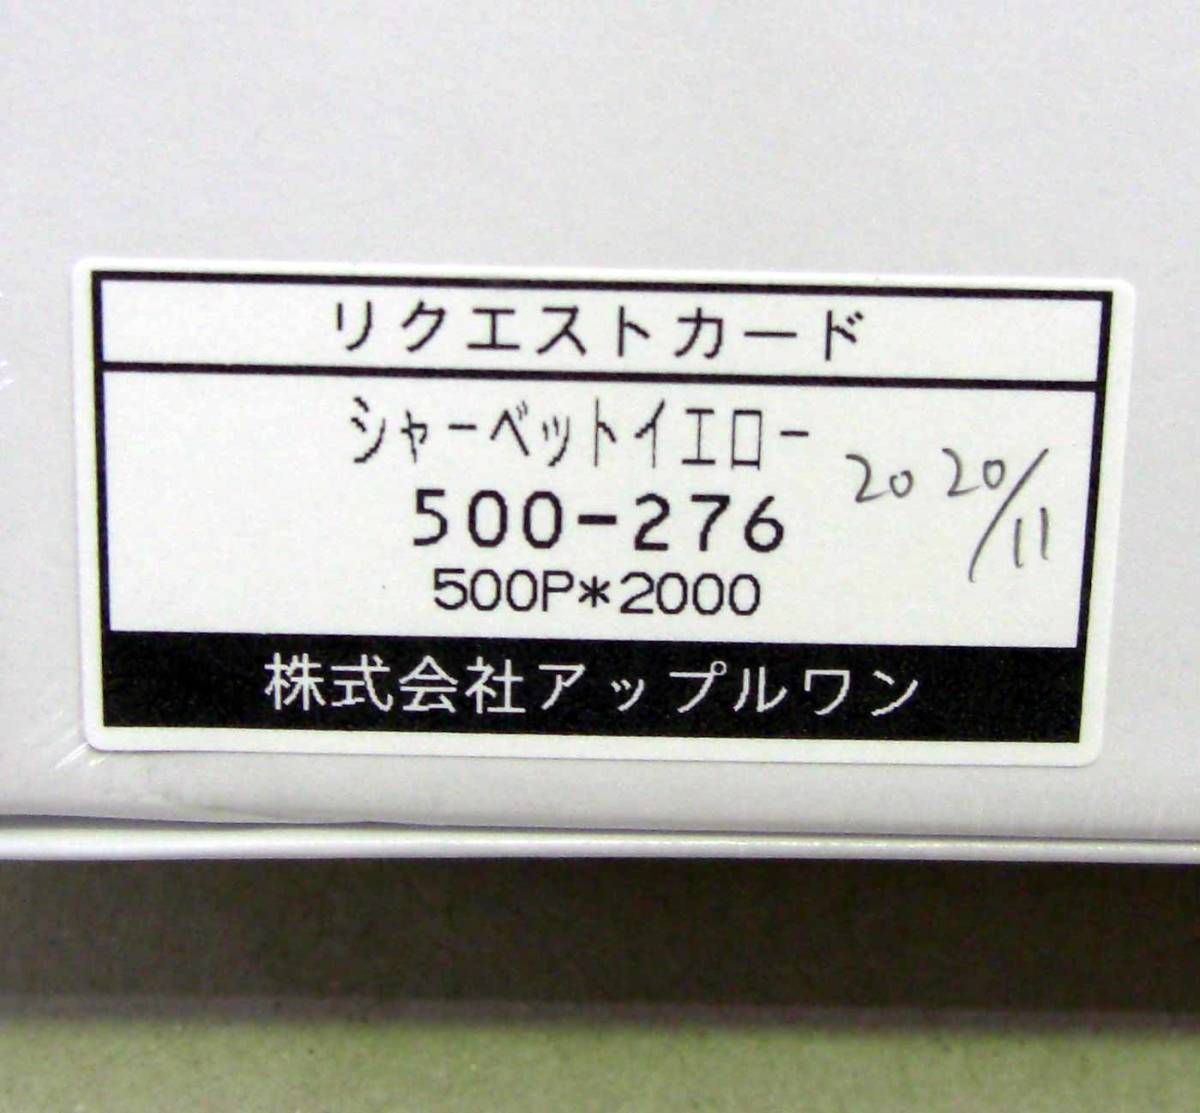 リクエストカード
シャーベットイエロー
2020/11
500-276
500P*2000
株式会社アップルワン